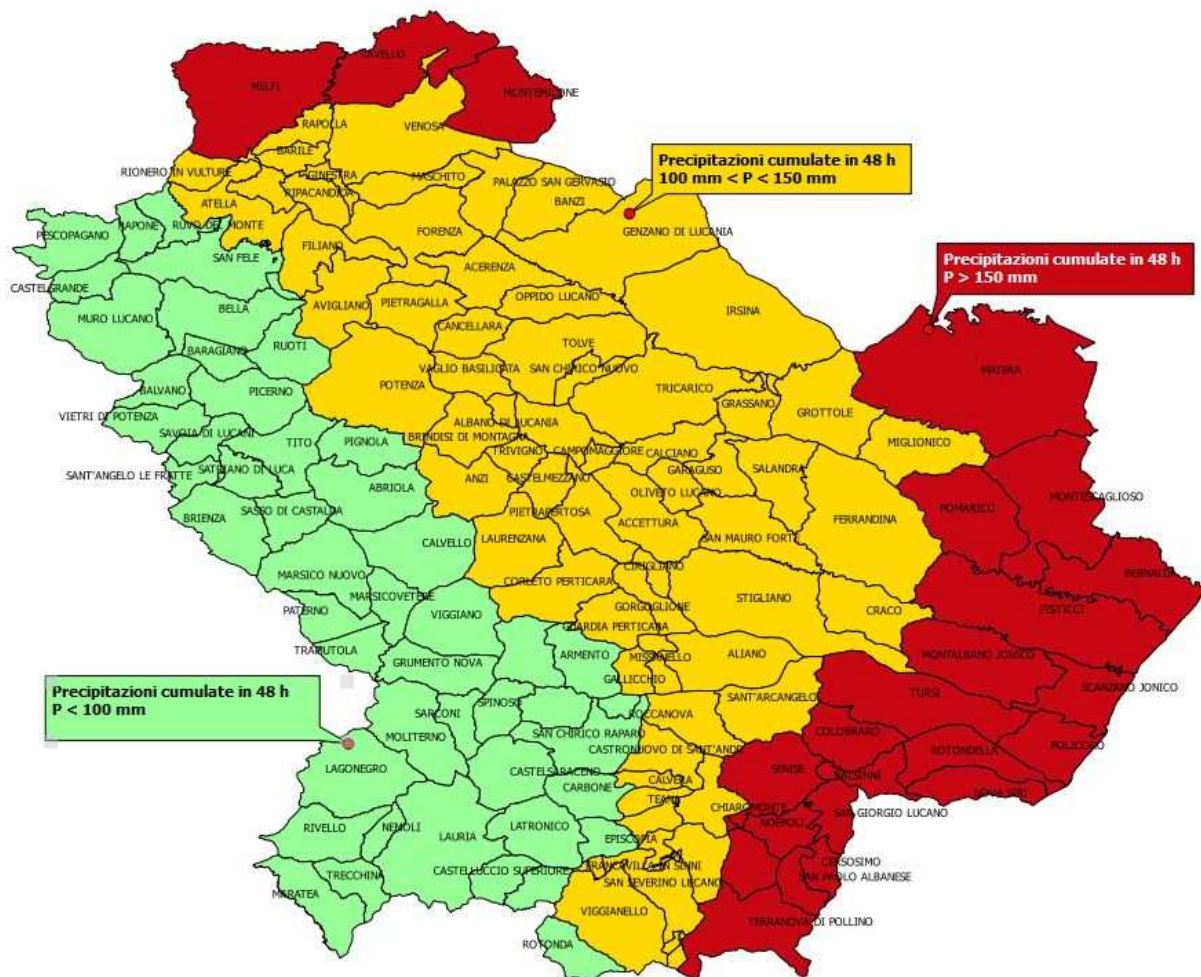 LAVELLO
MELFI
MONTEMILONE
RAPOLLA
VENOSA
BARILE
Precipitazioni cumulate in 48 h
100 mm < P < 150 mm
RIONERO IN VULTURE
GINESTRA
MASCHITO
PALAZZO SAN GERVASIO
RIPACANDIDA
BANZI
ATELLA
RAPONE
RUVO DEL MONTE
FORENZA
GENZANO DI LUCANIA
PESCOPAGANO
FILIANO
SAN FELE
Precipitazioni cumulate in 48 h
P > 150 mm
ACERENZA
CASTELGRANDE
OPPIDO LUCANO
AVIGLIANO
PIETRAGALLA
BELLA
IRSINA
MURO LUCANO
CANCELLARA
TOLVE
RUOTI
BARAGIANO
VAGLIO BASILICATA
SAN CHIRICO NUOVO
MATERA
POTENZA
TRICARICO
BALVANO
PICERNO
GRASSANO
GROTTOLE
VIETRI DI POTENZA
ALBANO DI LUCANIA
SAVOIA DI LUCANI
BRINDISI DI MONTAGNA
TITO
PIGNOLA
MIGLIONICO
TRIVIGNO
CAMPOMAGGIORE
CALCIANO
SANT'ANGELO LE FRATTE
SATRIANO DI LUCA
GARAGUSO
SALANDRA
ANZI
CASTELMEZZANO
ABRIOLA
OLIVETO LUCANO
MONTESCAGLIOSO
SASSO DI CASTALDA
PIETRAPERTOSA
POMARICO
BRIENZA
ACCETTURA
FERRANDINA
CALVELLO
LAURENZANA
SAN MAURO FORTE
CIRIGLIANO
BERNALDA
MARSICO NUOVO
CORLETO PERTICARA
MARSICOVETERE
STIGLIANO
GORGOGLIONE
PATERNO
CRACO
PISTICCI
VIGGIANO
GUARDIA PERTICARA
TRAMUTOLA
ARMENTO
MISSANELLO
ALIANO
MONTALBANO JONICO
GRUMENTO NOVA
GALLICCHIO
SCANZANO JONICO
Precipitazioni cumulate in 48 h
P < 100 mm
SANT'ARCANGELO
TURSI
SPINOSO
SARCONI
ROCCANOVA
COLOBRARO
SAN CHIRICO RAPARO
MOLITERNO
POLICORO
CASTRONUOVO DI SANT'ANDR
ROTONDELLA
LAGONEGRO
CASTELSARACENO
SENISE
CALVERA
VALSINNI
CARBONE
NOVA SIRI
TEANA
CHIAROMONTE
SAN GIORGIO LUCANO
NOEPOLI
RIVELLO
NEMOLI
LAURIA
LATRONICO
EPISCOPIA
FRANCAVILLA IN SINNI
CERSOSIMO
CASTELLUCCIO SUPERIORE
TRECCHINA
SAN PAOLO ALBANESE
SAN SEVERINO LUCANO
MARATEA
VIGGIANELLO
TERRANOVA DI POLLINO
ROTONDA